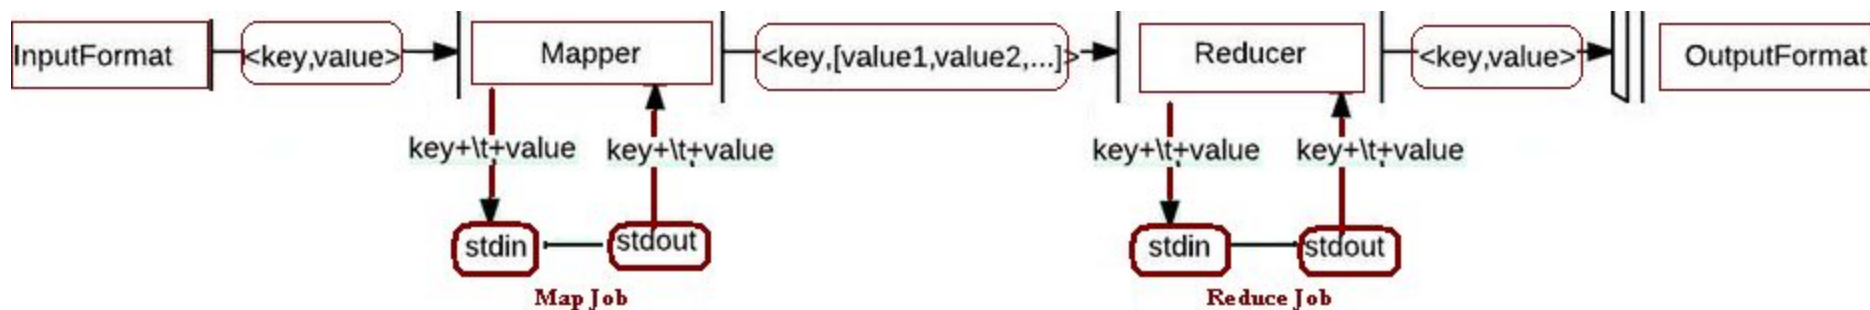 InputFormat
<key,value>
Mapper
<key,[value1,value2,...]>
Reducer
<key,value>
OutputFormat
key+\t+value
key+\t+value
key+\t+value
key+\t+value
stdin
stdout
stdin
stdout
Map Job
Reduce Job